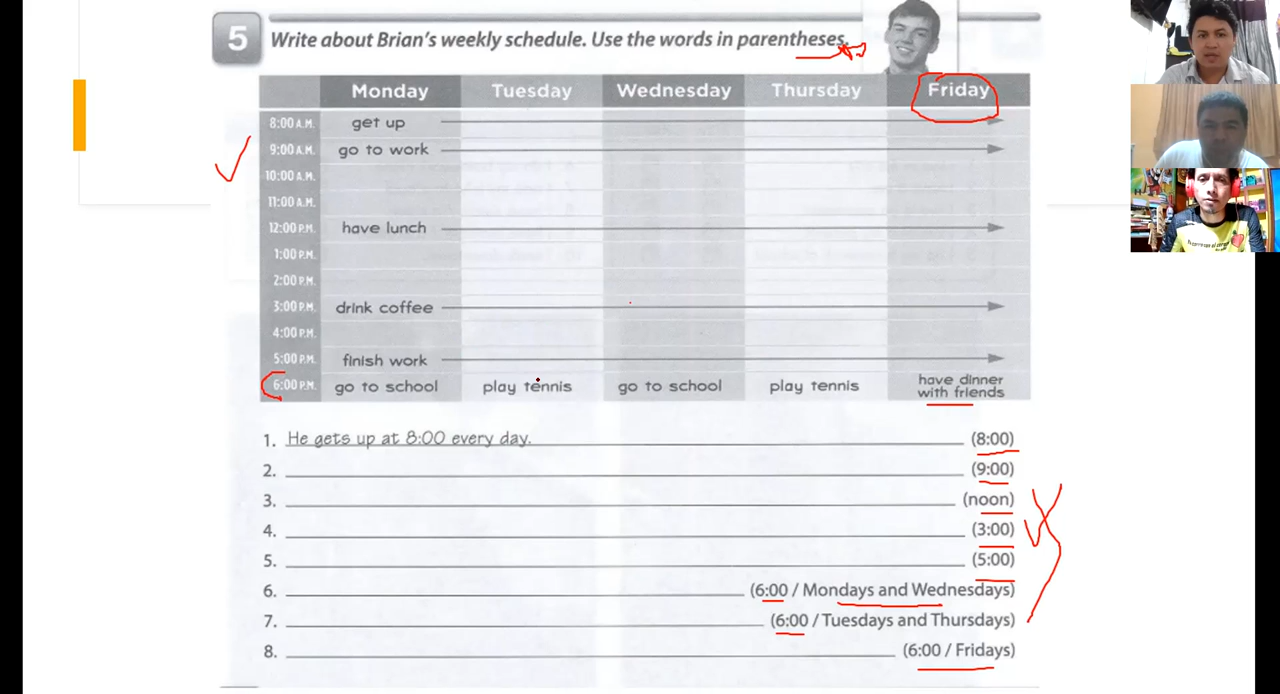 5 Write about Brian's weekly schedule. Use the words in parentheses.
Monday Tuesday Wednesday Thursday Friday
8:00 A.M. get up
9:00 A.M. go to work
10:00 A.M.
11:00 A.M.
12:00 P.M. have lunch
1:00 P.M.
2:00 P.M.
3:00 P.M. drink coffee
4:00 P.M.
5:00 P.M. finish work
6:00 P.M. go to school play tennis go to school play tennis have dinner with friends
1. He gets up at 8:00 every day. (8:00)
2. (9:00)
3. (noon)
4. (3:00)
5. (5:00)
6. (6:00 / Mondays and Wednesdays)
7. (6:00 / Tuesdays and Thursdays)
8. (6:00 / Fridays)